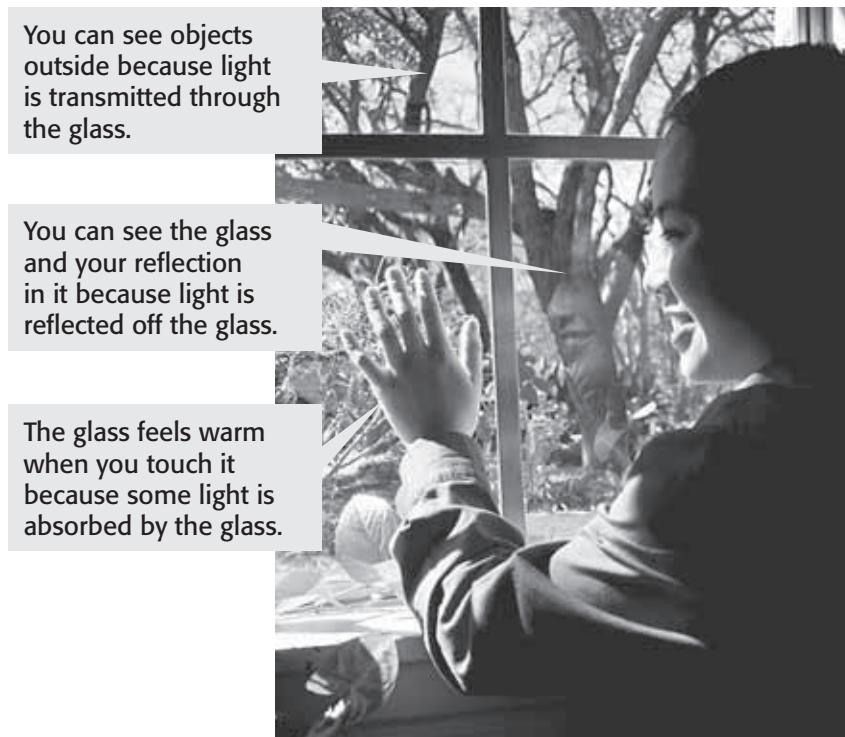 You can see objects
outside because light
is transmitted through
the glass.
You can see the glass
and your reflection
in it because light is
reflected off the glass.
The glass feels warm
when you touch it
because some light is
absorbed by the glass.